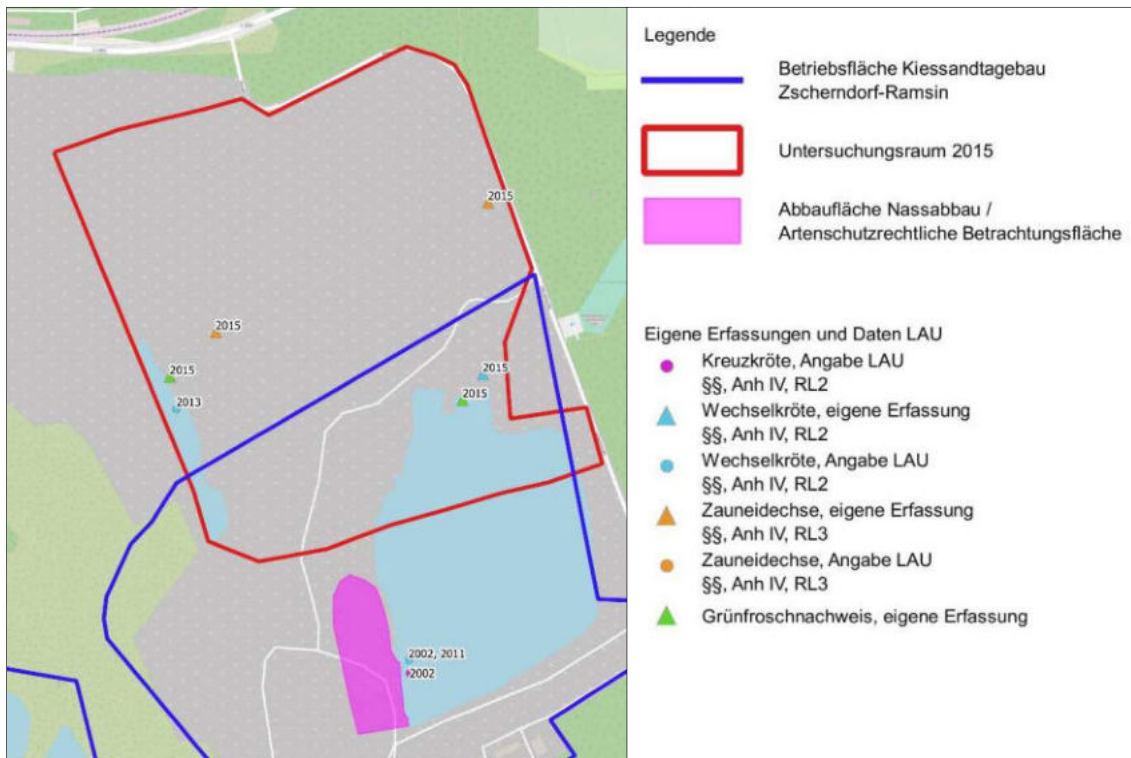 2015
2015
2015
2013
2015
2015
2002, 2011
2002
Legende
Betriebsfläche Kiessandtagebau
Zscherndorf-Ramsin
Untersuchungsraum 2015
Abbaufläche Nassabbau /
Artenschutzrechtliche Betrachtungsfläche
Eigene Erfassungen und Daten LAU
Kreuzkröte, Angabe LAU
§§, Anh IV, RL2
Wechselkröte, eigene Erfassung
§§, Anh IV, RL2
Wechselkröte, Angabe LAU
§§, Anh IV, RL2
Zauneidechse, eigene Erfassung
§§, Anh IV, RL3
Zauneidechse, Angabe LAU
§§, Anh IV, RL3
Grünfroschnachweis, eigene Erfassung